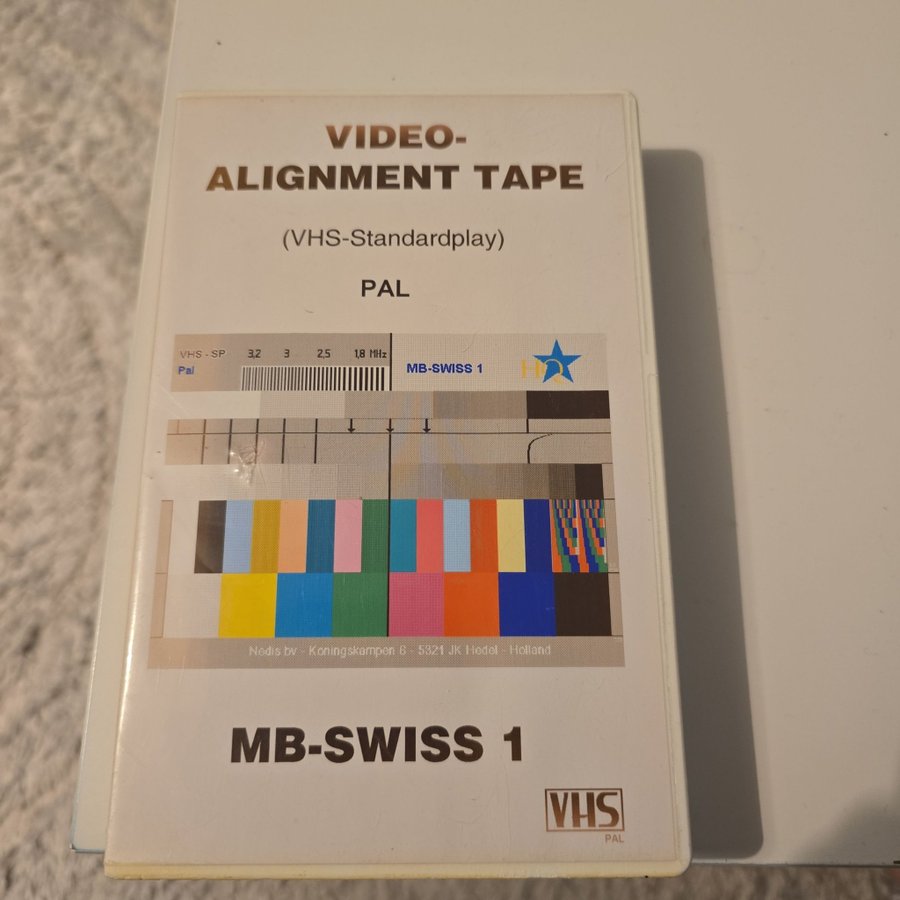 VIDEO-
ALIGNMENT TAPE
(VHS-Standardplay)
PAL
VHS - SP 3,2 3 2,5 1,8 MHz
Pal
MB-SWISS 1
HQ
Nedis bv - Koningskampen 6 - 5321 JK Hedel - Holland
MB-SWISS 1
VHS
PAL